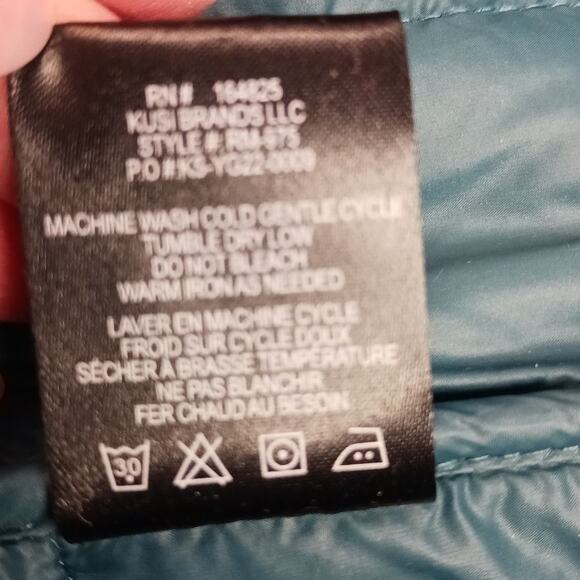 RN # 164825
KUSI BRANDS LLC
STYLE #: RM-973
P.O # KS-YG22-0009
MACHINE WASH COLD GENTLE CYCLE
TUMBLE DRY LOW
DO NOT BLEACH
WARM IRON AS NEEDED
LAVER EN MACHINE CYCLE
FROID SUR CYCLE DOUX
SÉCHER À BRASSE TEMPÉRATURE
NE PAS BLANCHIR
FER CHAUD AU BESOIN
30